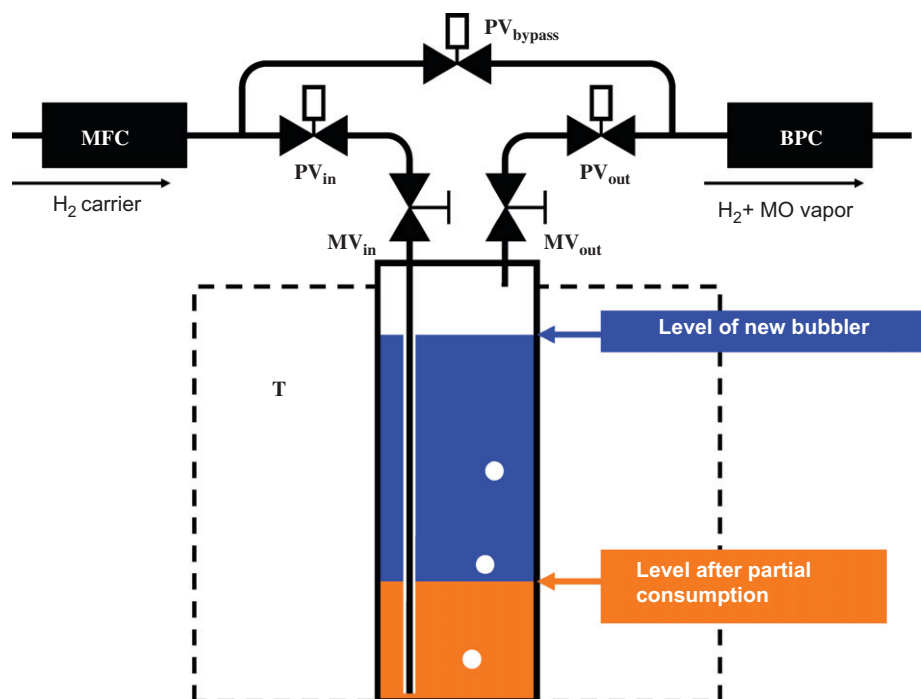 PVbypass
MFC
BPC
PVin
PVout
H2 carrier
H2+ MO vapor
MVin
MVout
Level of new bubbler
T
Level after partial
consumption